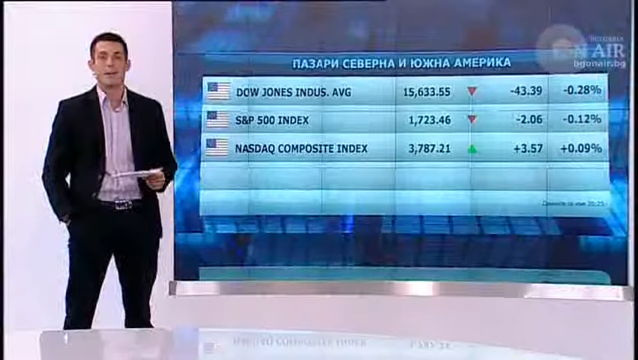 ON AIR
bgonair.bg
ПАЗАРИ СЕВЕРНА И ЮЖНА АМЕРИКА
DOW JONES INDUS. AVG 15,633.55 -43.39 -0.28%
S&P 500 INDEX 1,723.46 -2.06 -0.12%
NASDAQ COMPOSITE INDEX 3,787.21 +3.57 +0.09%